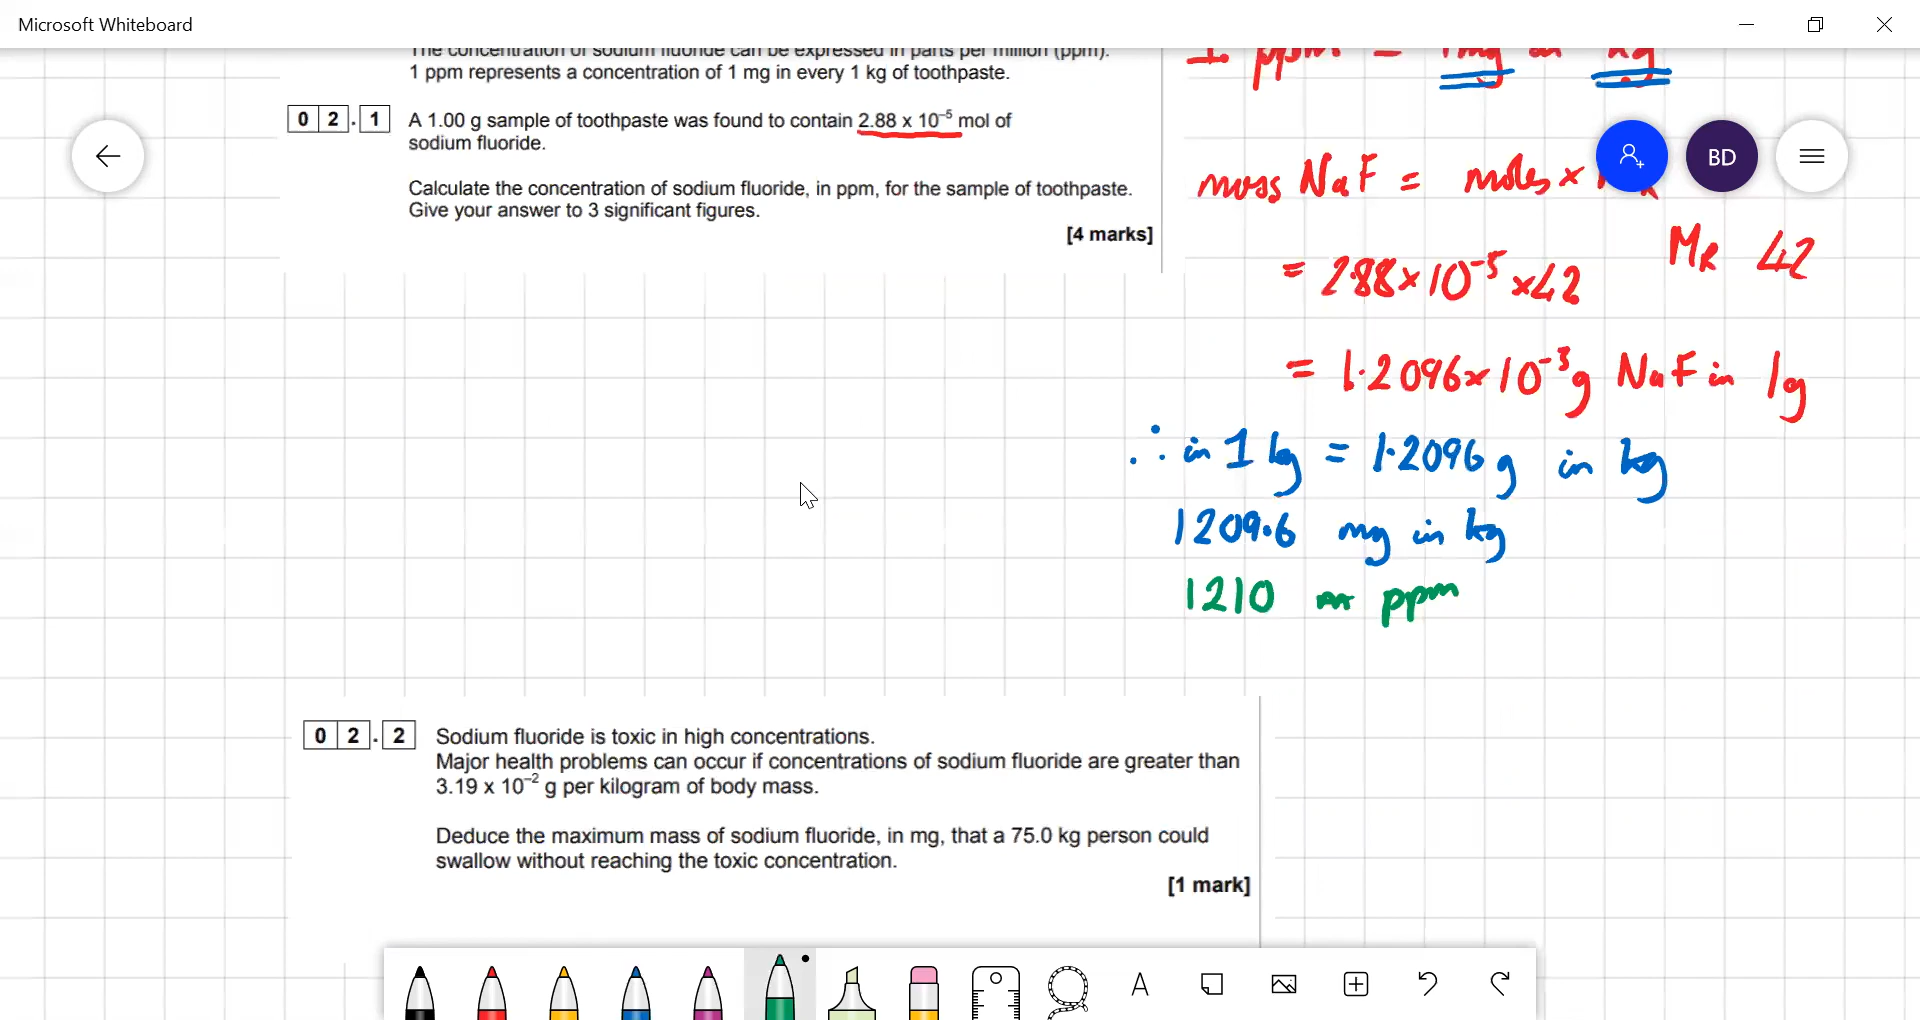 Microsoft Whiteboard
The concentration of sodium fluoride can be expressed in parts per million (ppm).
1 ppm represents a concentration of 1 mg in every 1 kg of toothpaste.
0 2 . 1 A 1.00 g sample of toothpaste was found to contain 2.88 x 10⁻⁵ mol of
sodium fluoride.
Calculate the concentration of sodium fluoride, in ppm, for the sample of toothpaste.
Give your answer to 3 significant figures.
[4 marks]
1 ppm = 1mg in kg
BD
mass NaF = moles ×
MR 42
= 2.88×10⁻⁵ ×42
= 1.2096×10⁻³g NaF in 1g
∴ in 1 kg = 1.2096 g in kg
1209.6 mg in kg
1210 ppm
0 2 . 2 Sodium fluoride is toxic in high concentrations.
Major health problems can occur if concentrations of sodium fluoride are greater than
3.19 x 10⁻² g per kilogram of body mass.
Deduce the maximum mass of sodium fluoride, in mg, that a 75.0 kg person could
swallow without reaching the toxic concentration.
[1 mark]
A